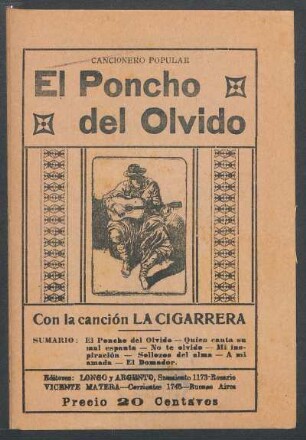 CANCIONERO POPULAR
El Poncho
del Olvido
Con la canción LA CIGARRERA
SUMARIO: El Poncho del Olvido — Quien canta su
mal espanta — No te olvido — Mi ins-
piración — Sollozos del alma — A mi
amada — El Domador.
Editores: LONGO y ARGENTO, Sarmiento 1173-Rosario
VICENTE MATERA—Corrientes 1745—Buenos Aires
Precio 20 Centavos